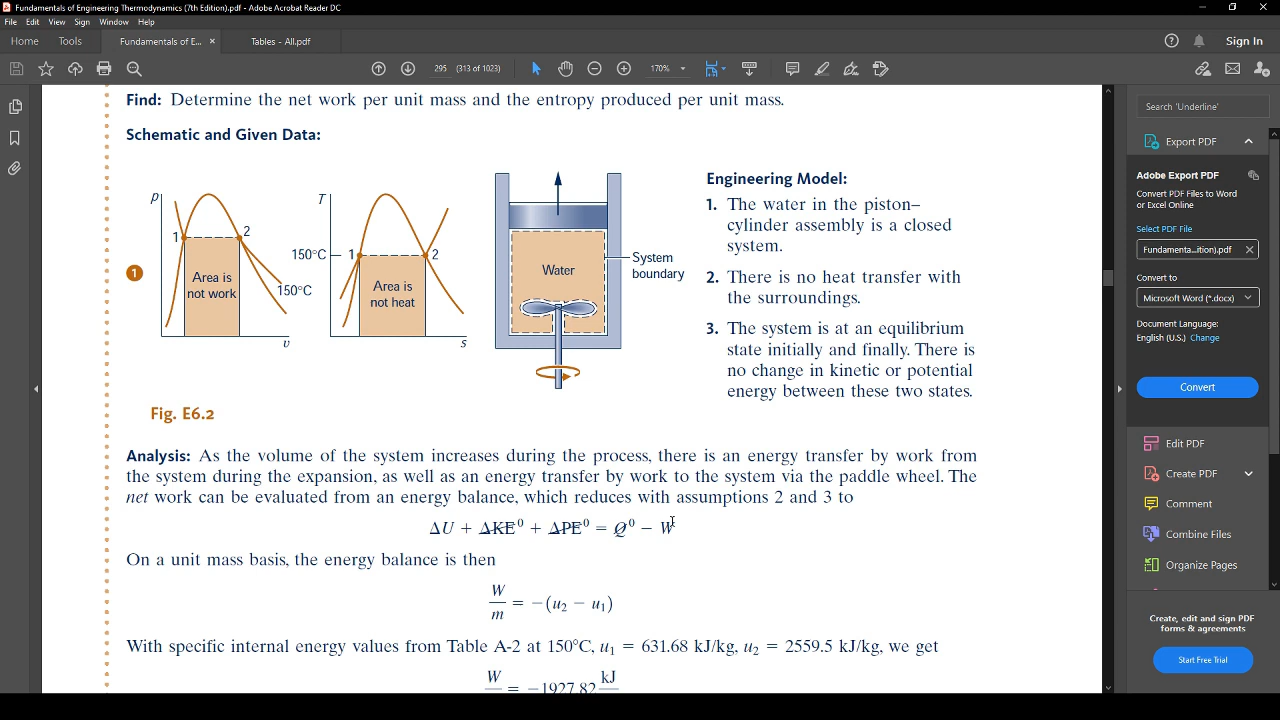 Fundamentals of Engineering Thermodynamics (7th Edition).pdf - Adobe Acrobat Reader DC
File Edit View Sign Window Help
Home Tools Fundamentals of E... × Tables - All.pdf Sign In
295 (313 of 1023) 170%
Find: Determine the net work per unit mass and the entropy produced per unit mass.
Schematic and Given Data:
p
1
2
Area is
not work
150°C
v
1
T
150°C
1
2
Area is
not heat
s
Water
System
boundary
Fig. E6.2
Engineering Model:
1. The water in the piston–
cylinder assembly is a closed
system.
2. There is no heat transfer with
the surroundings.
3. The system is at an equilibrium
state initially and finally. There is
no change in kinetic or potential
energy between these two states.
Analysis: As the volume of the system increases during the process, there is an energy transfer by work from
the system during the expansion, as well as an energy transfer by work to the system via the paddle wheel. The
net work can be evaluated from an energy balance, which reduces with assumptions 2 and 3 to
ΔU + ΔKE⁰ + ΔPE⁰ = Q⁰ − W
On a unit mass basis, the energy balance is then
W/m = −(u₂ − u₁)
With specific internal energy values from Table A-2 at 150°C, u₁ = 631.68 kJ/kg, u₂ = 2559.5 kJ/kg, we get
W = −1927.82 kJ
Search 'Underline'
Export PDF
Adobe Export PDF
Convert PDF Files to Word
or Excel Online
Select PDF File
Fundamenta...ition).pdf ×
Convert to
Microsoft Word (*.docx)
Document Language:
English (U.S.) Change
Convert
Edit PDF
Create PDF
Comment
Combine Files
Organize Pages
Create, edit and sign PDF
forms & agreements
Start Free Trial